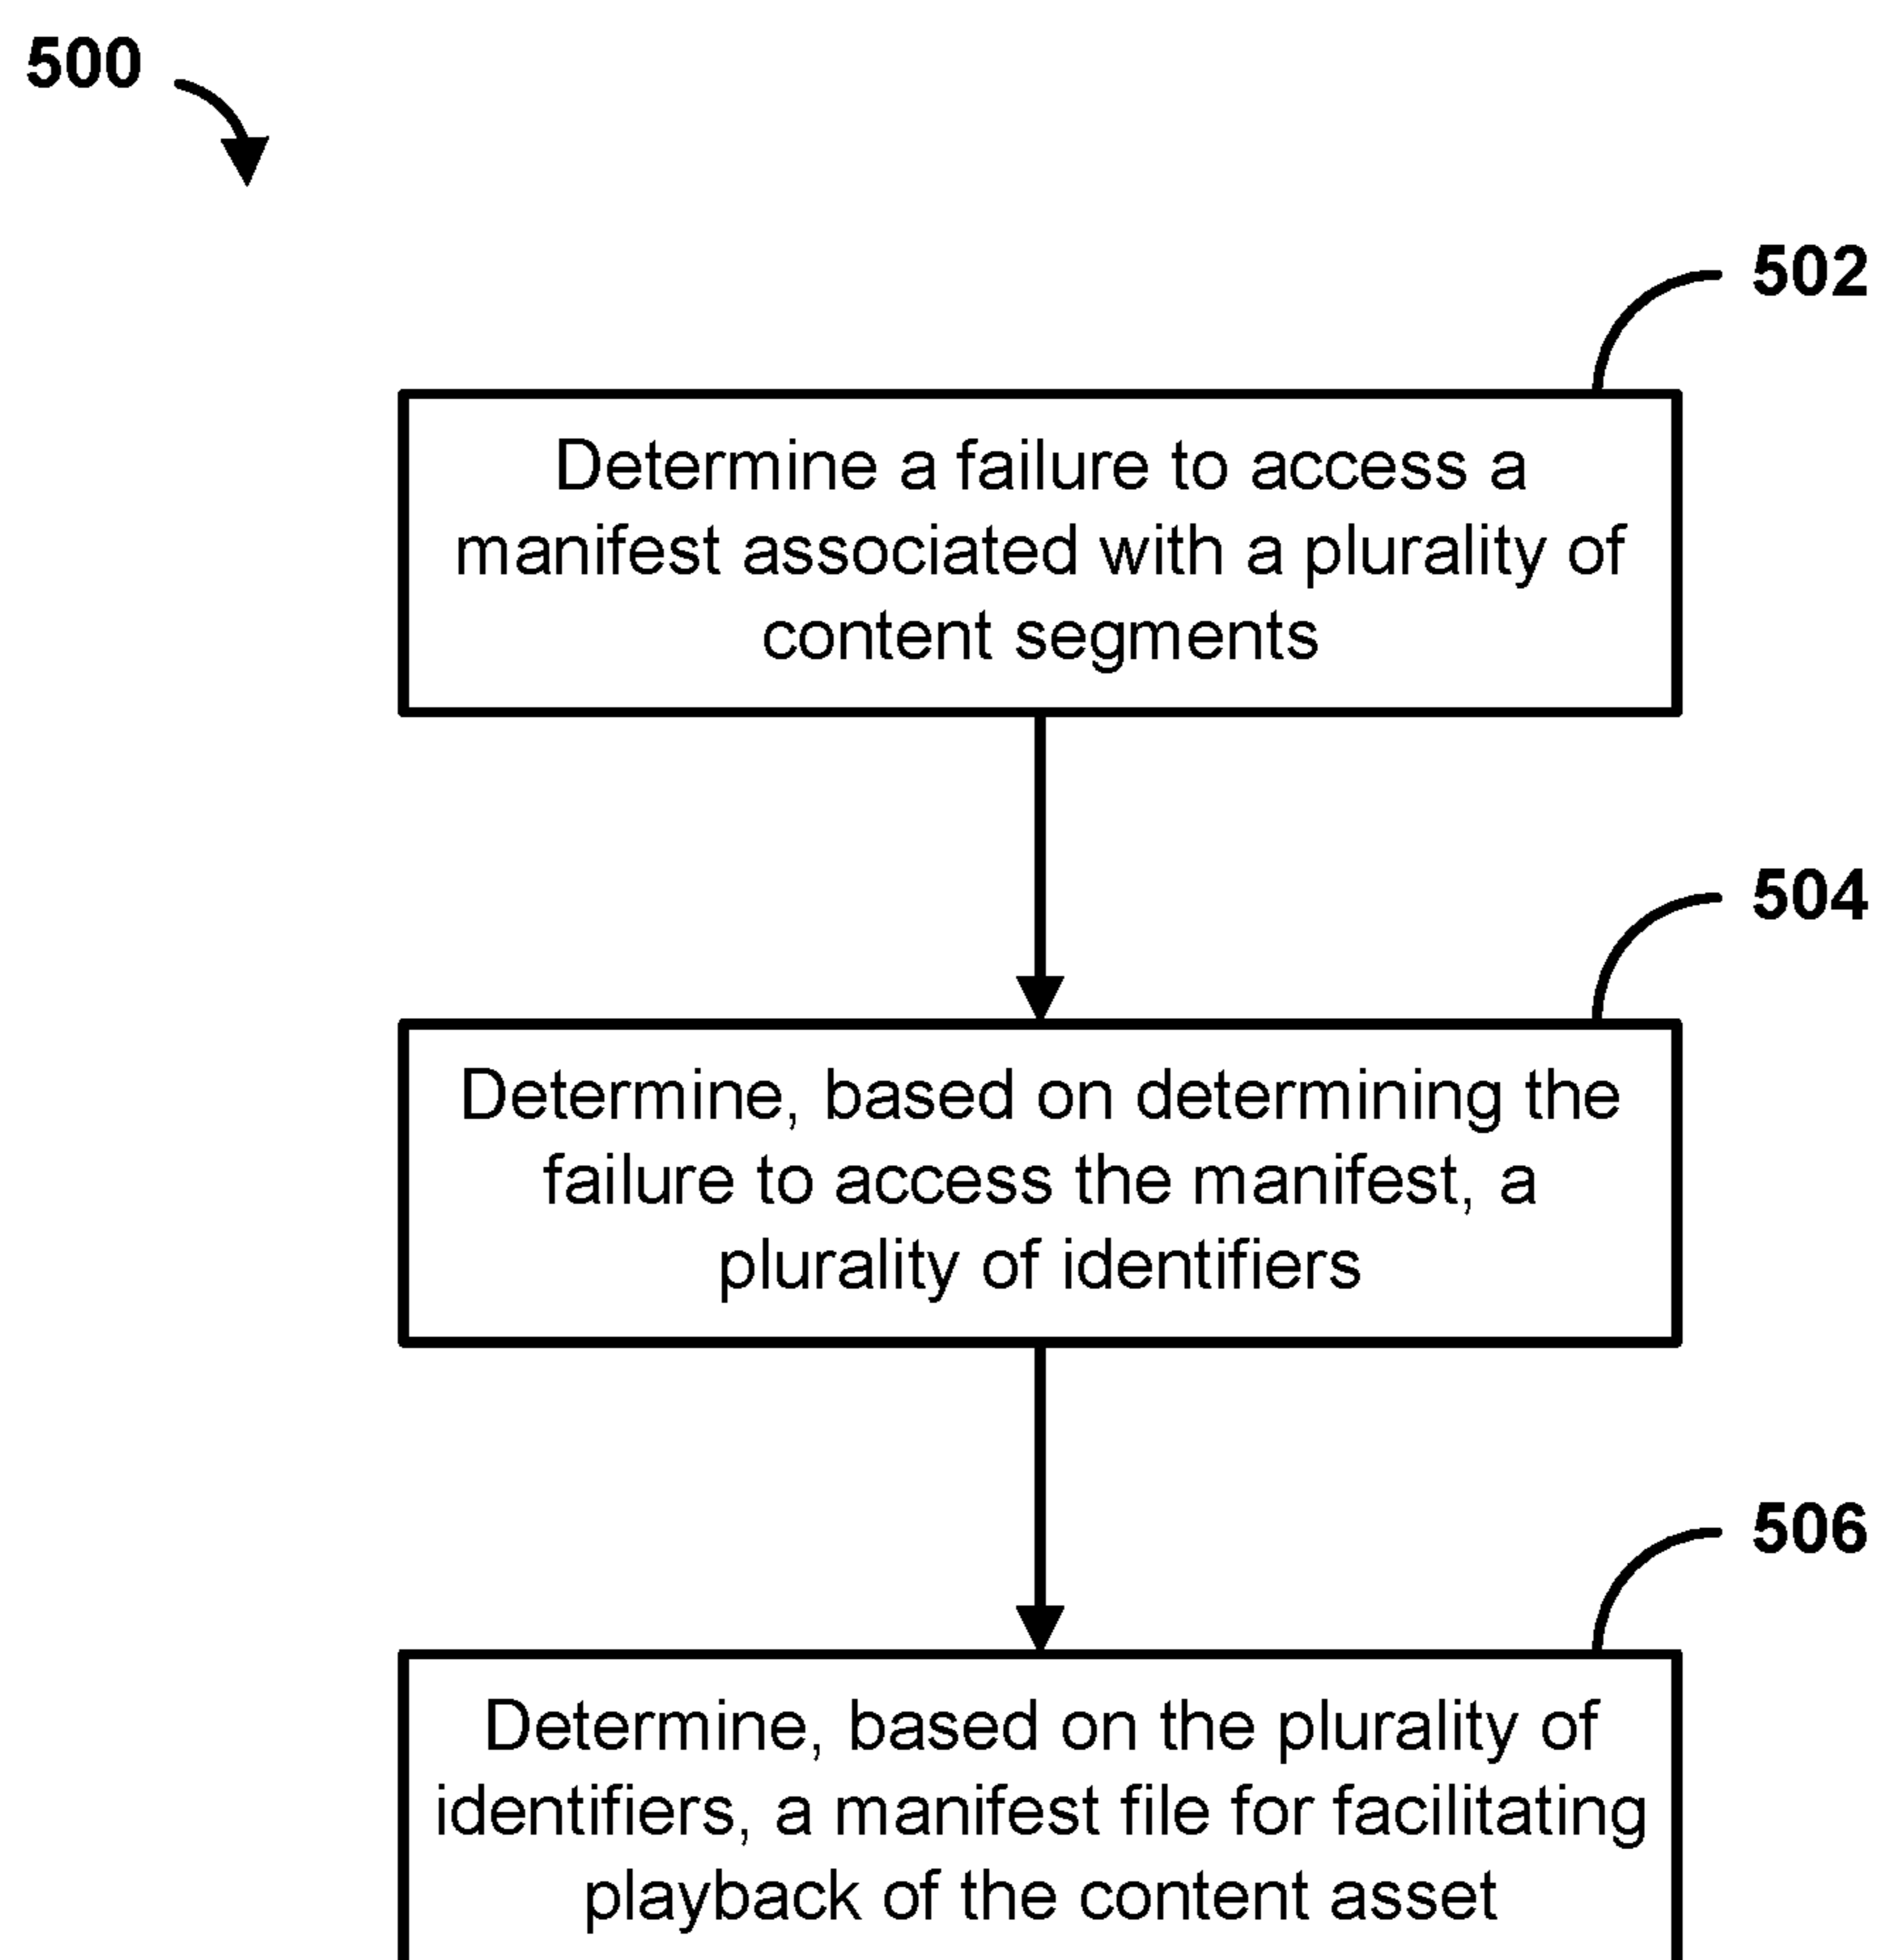 500
502
Determine a failure to access a
manifest associated with a plurality of
content segments
504
Determine, based on determining the
failure to access the manifest, a
plurality of identifiers
506
Determine, based on the plurality of
identifiers, a manifest file for facilitating
playback of the content asset